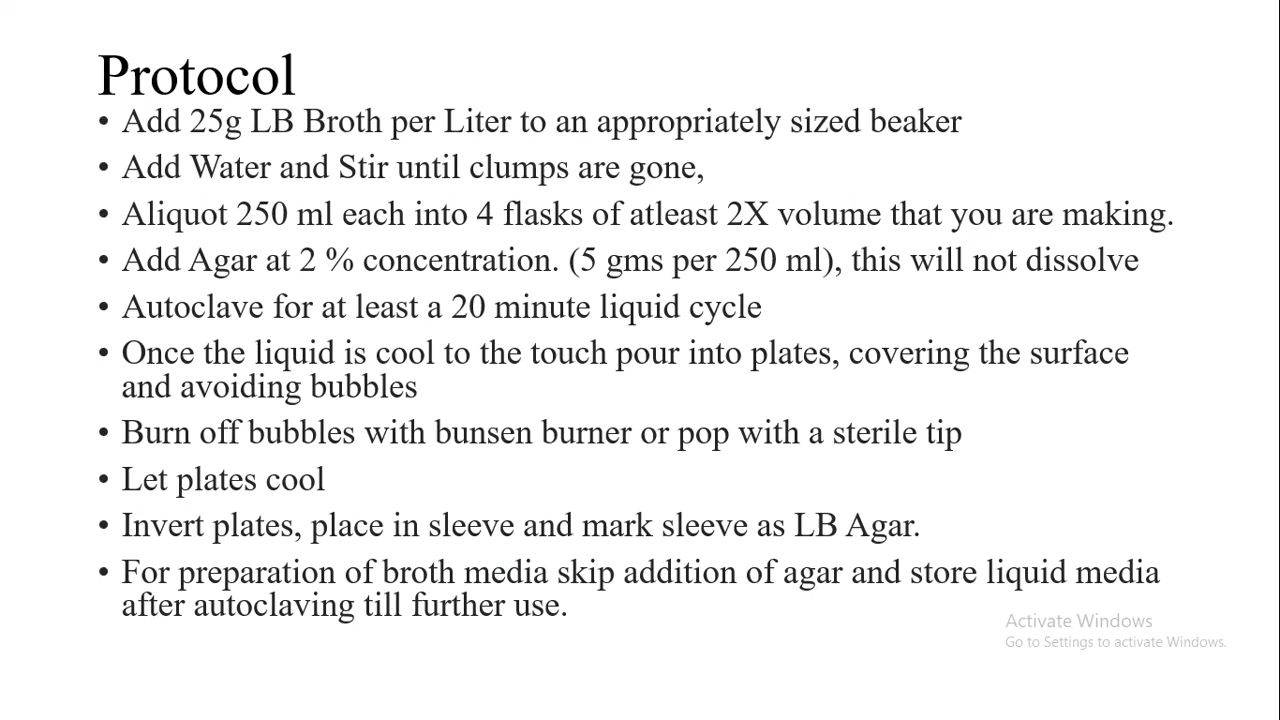 Protocol
• Add 25g LB Broth per Liter to an appropriately sized beaker
• Add Water and Stir until clumps are gone,
• Aliquot 250 ml each into 4 flasks of atleast 2X volume that you are making.
• Add Agar at 2 % concentration. (5 gms per 250 ml), this will not dissolve
• Autoclave for at least a 20 minute liquid cycle
• Once the liquid is cool to the touch pour into plates, covering the surface
and avoiding bubbles
• Burn off bubbles with bunsen burner or pop with a sterile tip
• Let plates cool
• Invert plates, place in sleeve and mark sleeve as LB Agar.
• For preparation of broth media skip addition of agar and store liquid media
after autoclaving till further use.
Activate Windows
Go to Settings to activate Windows.